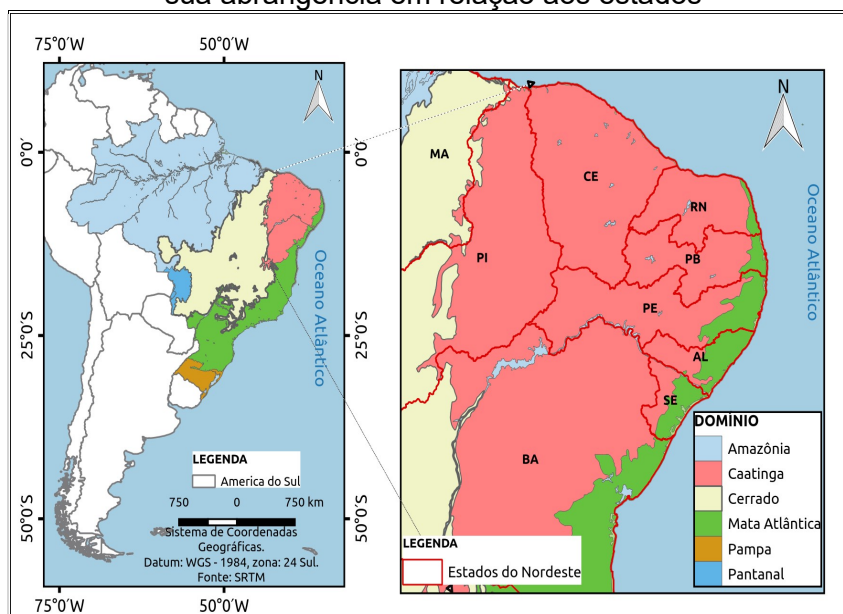 sua abrangência em relação aos estados
75°0´W
50°0´W
N
0°0´
0°0´
25°0´S
25°0´S
50°0´S
50°0´S
Oceano Atlântico
LEGENDA
America do Sul
750
0
750 km
Sistema de Coordenadas
Geográficas.
Datum: WGS - 1984, zona: 24 Sul.
Fonte: SRTM
75°0´W
50°0´W
N
MA
CE
RN
PB
PI
PE
AL
SE
BA
Oceano Atlântico
DOMÍNIO
Amazônia
Caatinga
Cerrado
Mata Atlântica
Pampa
Pantanal
LEGENDA
Estados do Nordeste